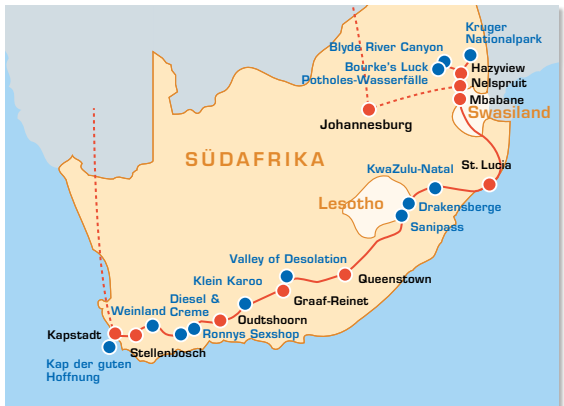 Kruger
Nationalpark
Blyde River Canyon
Bourke's Luck
Potholes-Wasserfälle
Hazyview
Nelspruit
Mbabane
Swasiland
Johannesburg
SÜDAFRIKA
St. Lucia
KwaZulu-Natal
Lesotho
Drakensberge
Sanipass
Valley of Desolation
Queenstown
Klein Karoo
Graaf-Reinet
Diesel &
Creme
Weinland
Oudtshoorn
Ronnys Sexshop
Kapstadt
Stellenbosch
Kap der guten
Hoffnung